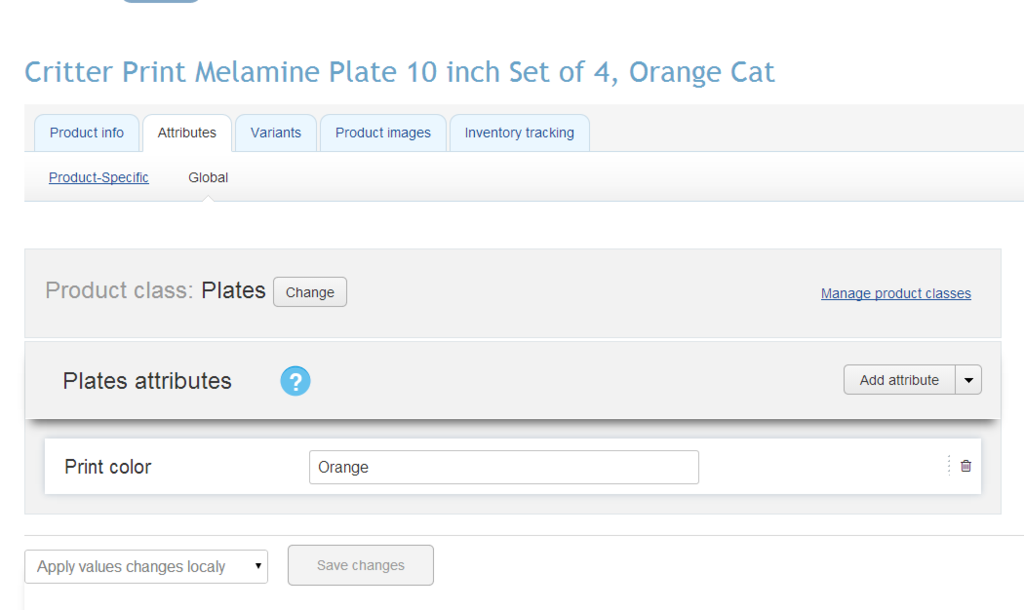 Critter Print Melamine Plate 10 inch Set of 4, Orange Cat
Product info Attributes Variants Product images Inventory tracking
Product-Specific Global
Product class: Plates Change Manage product classes
Plates attributes ? Add attribute
Print color Orange
Apply values changes localy Save changes